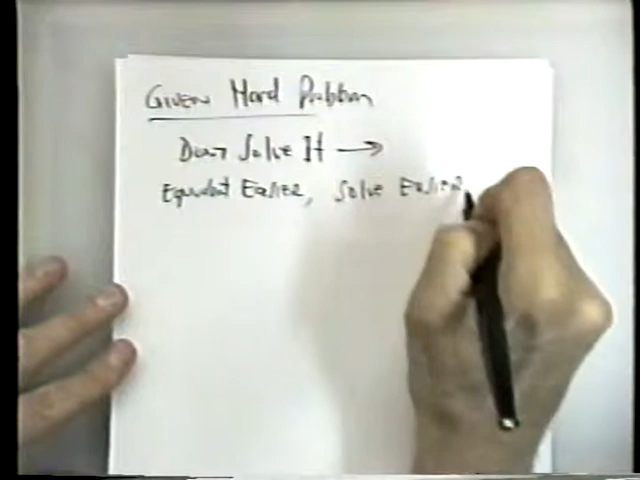 Given Hard Problem
Don't Solve It →
Equivalent Easier, Solve Easier